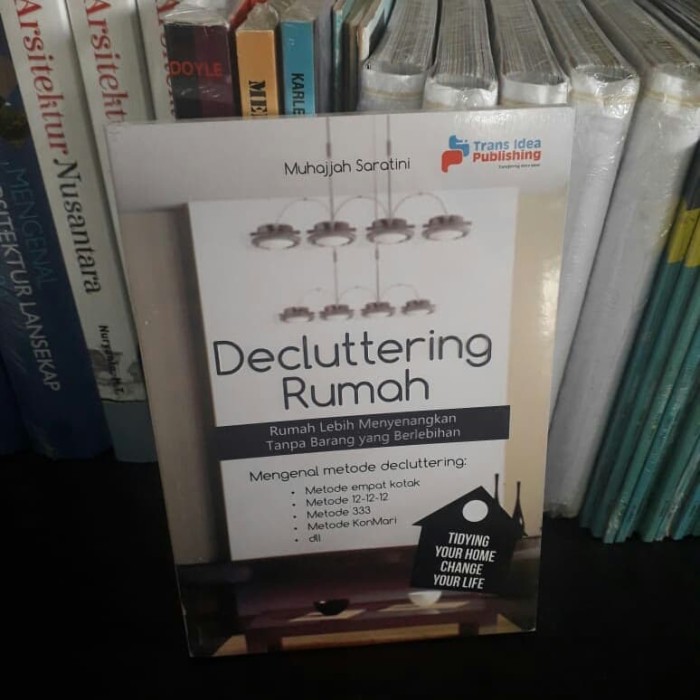 Arsitektur Nusantara
MENGENAL
ARSITEKTUR LANSEKAP
DOYLE
Muhajjah Saratini
Trans Idea
Publishing
Decluttering
Rumah
Rumah Lebih Menyenangkan
Tanpa Barang yang Berlebihan
Mengenal metode decluttering:
• Metode empat kotak
• Metode 12-12-12
• Metode 333
• Metode KonMari
• dll
TIDYING
YOUR HOME
CHANGE
YOUR LIFE